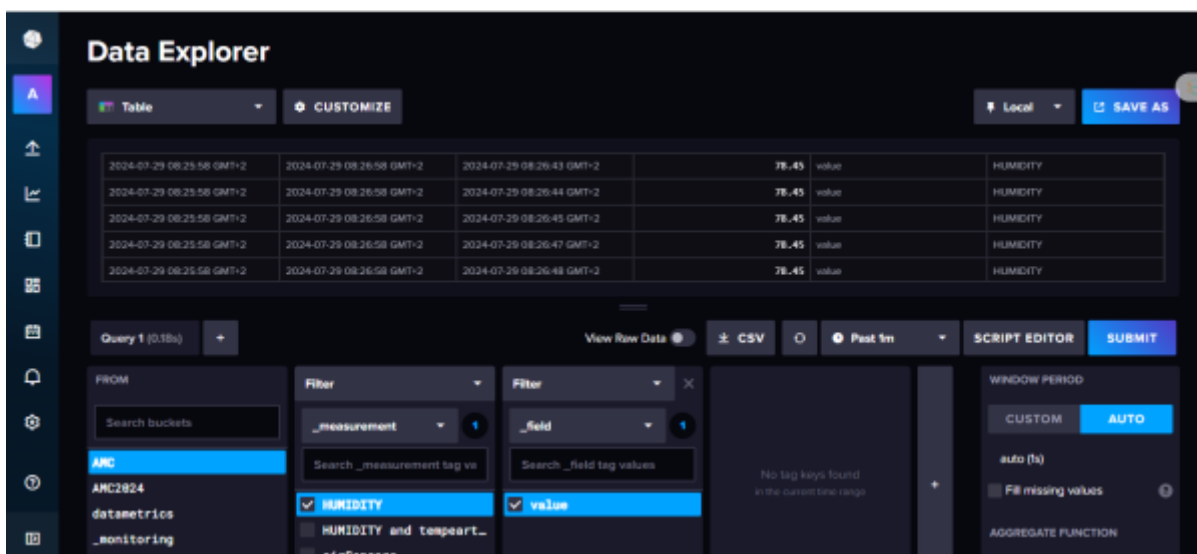 Data Explorer
A
Table
CUSTOMIZE
Local
SAVE AS
2024-07-29 08:25:58 GMT+2 2024-07-29 08:26:58 GMT+2 2024-07-29 08:26:43 GMT+2 78.45 value HUMIDITY
2024-07-29 08:25:58 GMT+2 2024-07-29 08:26:58 GMT+2 2024-07-29 08:26:44 GMT+2 78.45 value HUMIDITY
2024-07-29 08:25:58 GMT+2 2024-07-29 08:26:58 GMT+2 2024-07-29 08:26:45 GMT+2 78.45 value HUMIDITY
2024-07-29 08:25:58 GMT+2 2024-07-29 08:26:58 GMT+2 2024-07-29 08:26:47 GMT+2 78.45 value HUMIDITY
2024-07-29 08:25:58 GMT+2 2024-07-29 08:26:58 GMT+2 2024-07-29 08:26:48 GMT+2 78.45 value HUMIDITY
Query 1 (0.18s) +
View Raw Data
CSV
Past 1m
SCRIPT EDITOR
SUBMIT
FROM
Search buckets
AMC
AMC2024
datametrics
_monitoring
Filter
_measurement 1
Search _measurement tag va
HUMIDITY
HUMIDITY and tempeart…
Filter
_field 1
Search _field tag values
value
No tag keys found
in the current time range
+
WINDOW PERIOD
CUSTOM AUTO
auto (1s)
Fill missing values
AGGREGATE FUNCTION